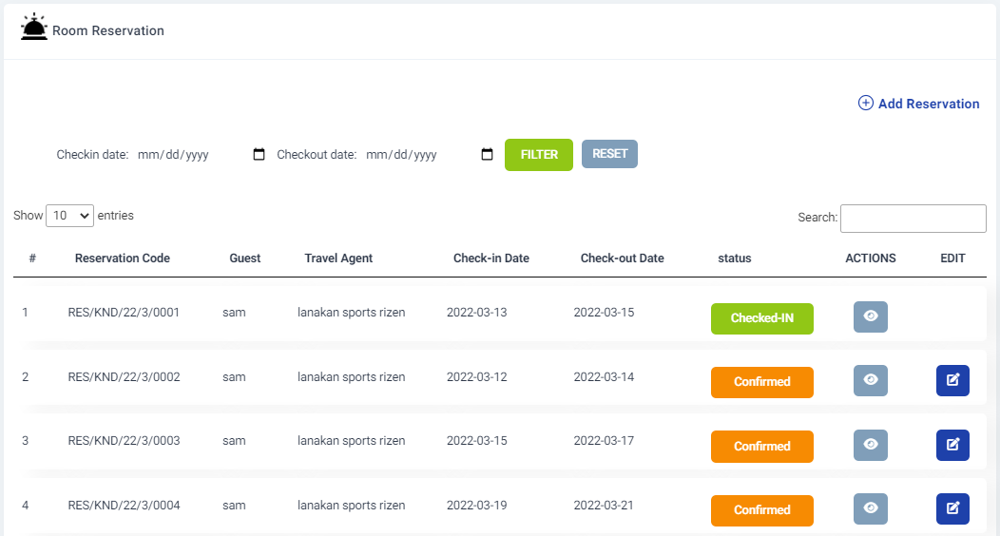 Room Reservation
Add Reservation
Checkin date: mm/dd/yyyy Checkout date: mm/dd/yyyy FILTER RESET
Show 10 entries Search:
# Reservation Code Guest Travel Agent Check-in Date Check-out Date status ACTIONS EDIT
1 RES/KND/22/3/0001 sam lanakan sports rizen 2022-03-13 2022-03-15 Checked-IN
2 RES/KND/22/3/0002 sam lanakan sports rizen 2022-03-12 2022-03-14 Confirmed
3 RES/KND/22/3/0003 sam lanakan sports rizen 2022-03-15 2022-03-17 Confirmed
4 RES/KND/22/3/0004 sam lanakan sports rizen 2022-03-19 2022-03-21 Confirmed